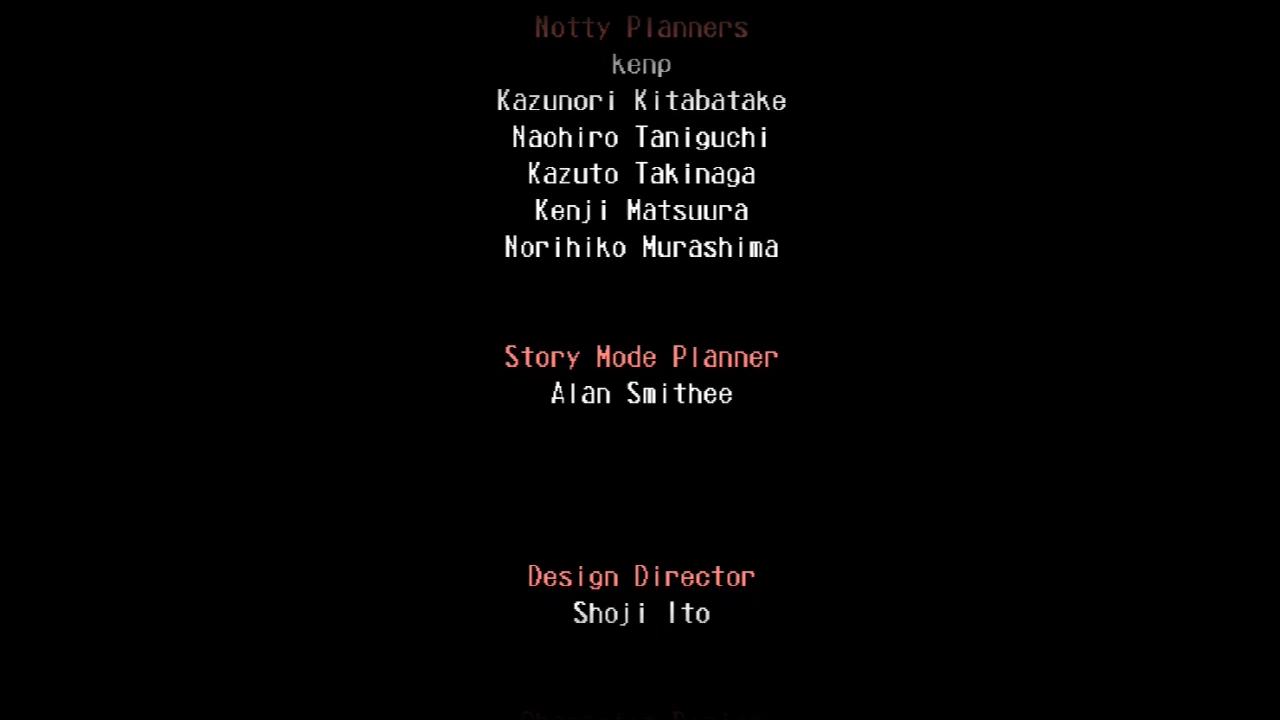 Notty Planners
kenp
Kazunori Kitabatake
Naohiro Taniguchi
Kazuto Takinaga
Kenji Matsuura
Norihiko Murashima
Story Mode Planner
Alan Smithee
Design Director
Shoji Ito